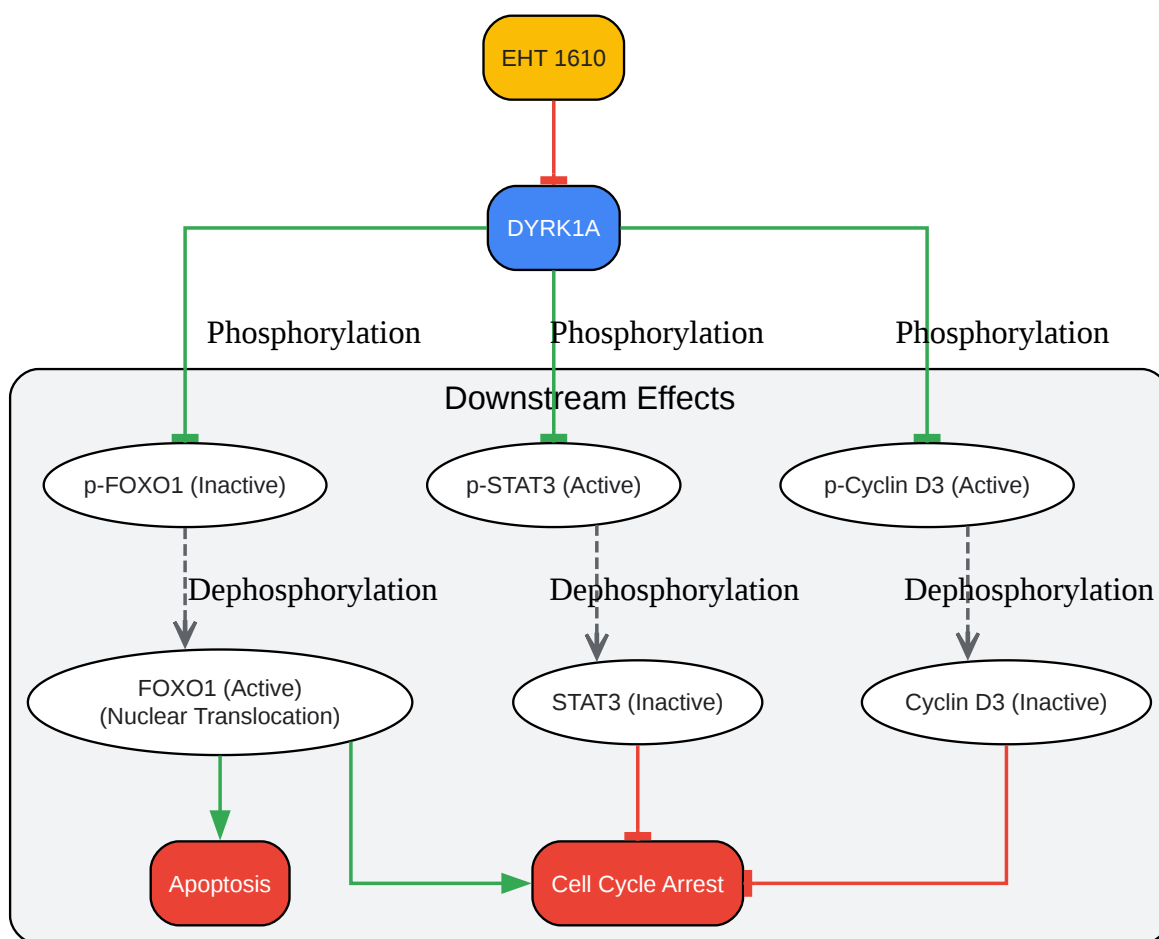 EHT 1610
DYRK1A
Phosphorylation
Phosphorylation
Phosphorylation
Downstream Effects
p-FOXO1 (Inactive)
p-STAT3 (Active)
p-Cyclin D3 (Active)
Dephosphorylation
Dephosphorylation
Dephosphorylation
FOXO1 (Active)
(Nuclear Translocation)
STAT3 (Inactive)
Cyclin D3 (Inactive)
Apoptosis
Cell Cycle Arrest